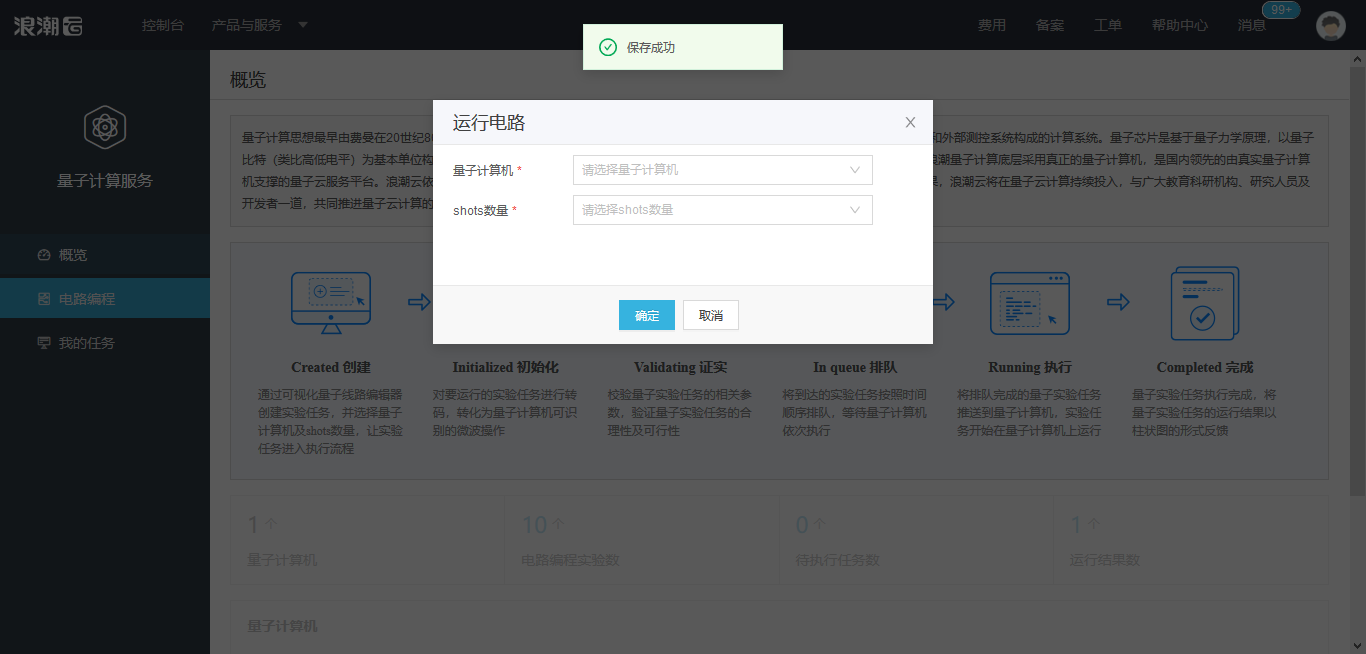 浪潮云
控制台
产品与服务
费用
备案
工单
帮助中心
消息
99+
保存成功
量子计算服务
概览
电路编程
我的任务
概览
量子计算思想最早由费曼在20世纪8
和外部测控系统构成的计算系统。量子芯片是基于量子力学原理，以量子
比特（类比高低电平）为基本单位构
浪潮量子计算底层采用真正的量子计算机，是国内领先的由真实量子计算
机支撑的量子云服务平台。浪潮云依
浪潮云将在量子云计算持续投入，与广大教育科研机构、研究人员及
开发者一道，共同推进量子云计算的
运行电路
量子计算机 *
请选择量子计算机
shots数量 *
请选择shots数量
确定
取消
Created 创建
通过可视化量子线路编辑器
创建实验任务，并选择量子
计算机及shots数量，让实验
任务进入执行流程
Initialized 初始化
对要运行的实验任务进行转
码，转化为量子计算机可识
别的微波操作
Validating 证实
校验量子实验任务的相关参
数，验证量子实验任务的合
理性及可行性
In queue 排队
将到达的实验任务按照时间
顺序排队，等待量子计算机
依次执行
Running 执行
将排队完成的量子实验任务
推送到量子计算机，实验任
务开始在量子计算机上运行
Completed 完成
量子实验任务执行完成，将
量子实验任务的运行结果以
柱状图的形式反馈
1 个
量子计算机
10 个
电路编程实验数
0 个
待执行任务数
1 个
运行结果数
量子计算机